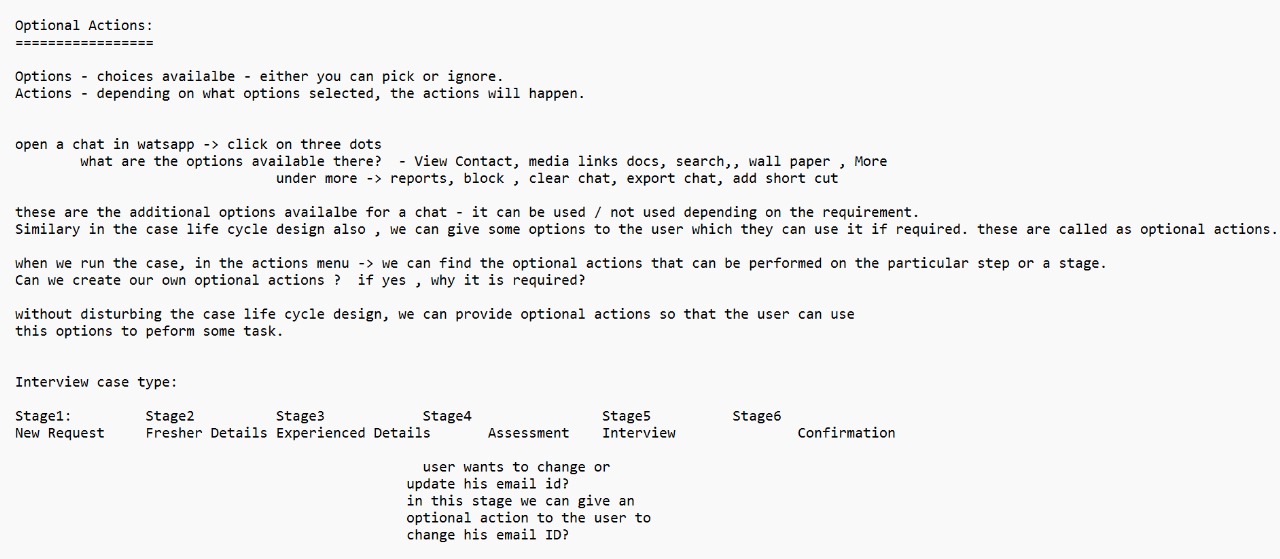 Optional Actions:
=================
Options - choices availalbe - either you can pick or ignore.
Actions - depending on what options selected, the actions will happen.
open a chat in watsapp -> click on three dots
what are the options available there?  - View Contact, media links docs, search,, wall paper , More
under more -> reports, block , clear chat, export chat, add short cut
these are the additional options availalbe for a chat - it can be used / not used depending on the requirement.
Similary in the case life cycle design also , we can give some options to the user which they can use it if required. these are called as optional actions.
when we run the case, in the actions menu -> we can find the optional actions that can be performed on the particular step or a stage.
Can we create our own optional actions ?  if yes , why it is required?
without disturbing the case life cycle design, we can provide optional actions so that the user can use
this options to peform some task.
Interview case type:
Stage1: Stage2 Stage3 Stage4 Stage5 Stage6
New Request Fresher Details Experienced Details Assessment Interview Confirmation
user wants to change or
update his email id?
in this stage we can give an
optional action to the user to
change his email ID?